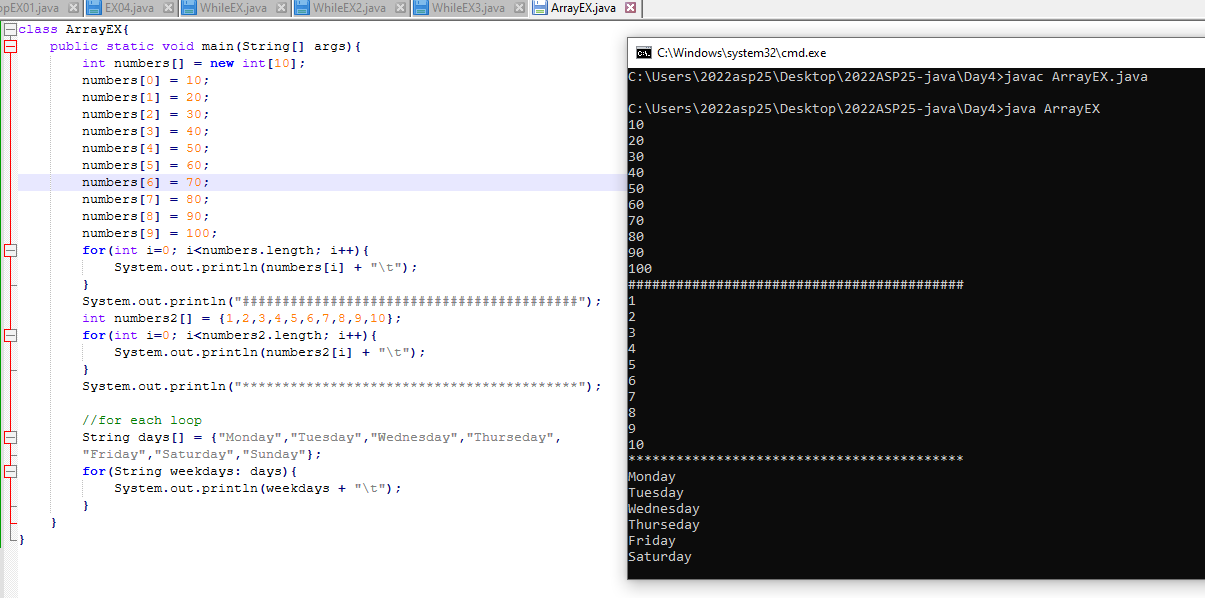 opEX01.java EX04.java WhileEX.java WhileEX2.java WhileEX3.java ArrayEX.java
class ArrayEX{
public static void main(String[] args){
int numbers[] = new int[10];
numbers[0] = 10;
numbers[1] = 20;
numbers[2] = 30;
numbers[3] = 40;
numbers[4] = 50;
numbers[5] = 60;
numbers[6] = 70;
numbers[7] = 80;
numbers[8] = 90;
numbers[9] = 100;
for(int i=0; i<numbers.length; i++){
System.out.println(numbers[i] + "\t");
}
System.out.println("##########################################");
int numbers2[] = {1,2,3,4,5,6,7,8,9,10};
for(int i=0; i<numbers2.length; i++){
System.out.println(numbers2[i] + "\t");
}
System.out.println("******************************************");
//for each loop
String days[] = {"Monday","Tuesday","Wednesday","Thurseday",
"Friday","Saturday","Sunday"};
for(String weekdays: days){
System.out.println(weekdays + "\t");
}
}
}
C:\Windows\system32\cmd.exe
C:\Users\2022asp25\Desktop\2022ASP25-java\Day4>javac ArrayEX.java
C:\Users\2022asp25\Desktop\2022ASP25-java\Day4>java ArrayEX
10
20
30
40
50
60
70
80
90
100
##########################################
1
2
3
4
5
6
7
8
9
10
******************************************
Monday
Tuesday
Wednesday
Thurseday
Friday
Saturday